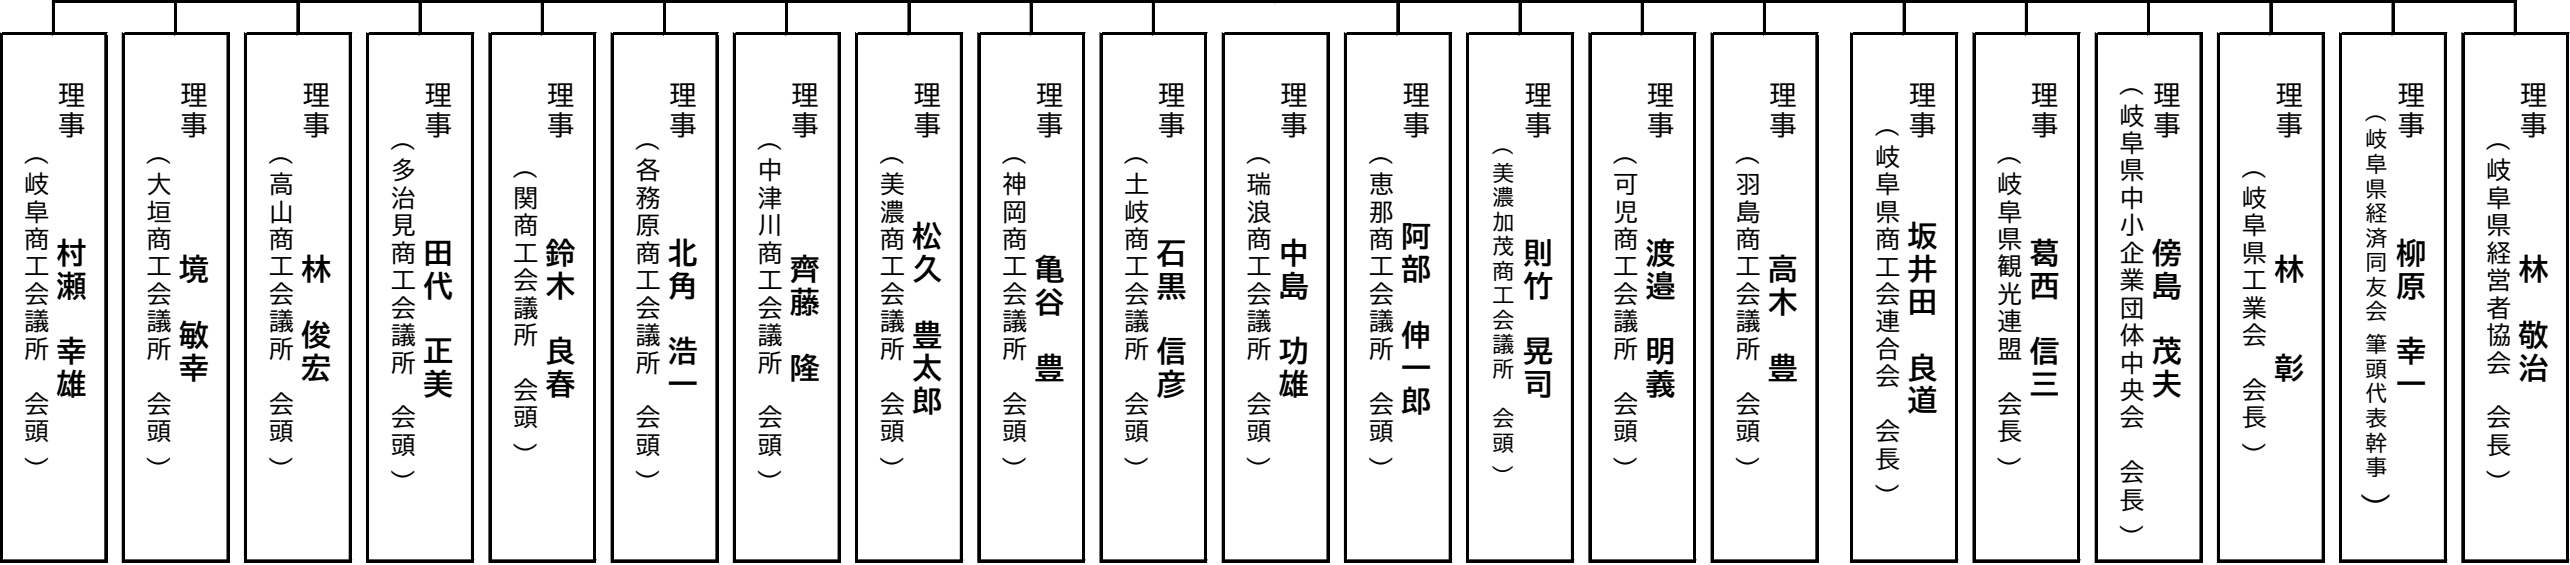 理事
村瀬　幸雄
（岐阜商工会議所　会頭）
理事
境　敏幸
（大垣商工会議所　会頭）
理事
林　俊宏
（高山商工会議所　会頭）
理事
田代　正美
（多治見商工会議所　会頭）
理事
鈴木　良春
（関商工会議所　会頭）
理事
北角　浩一
（各務原商工会議所　会頭）
理事
齊藤　隆
（中津川商工会議所　会頭）
理事
松久　豊太郎
（美濃商工会議所　会頭）
理事
亀谷　豊
（神岡商工会議所　会頭）
理事
石黒　信彦
（土岐商工会議所　会頭）
理事
中島　功雄
（瑞浪商工会議所　会頭）
理事
阿部　伸一郎
（恵那商工会議所　会頭）
理事
則竹　晃司
（美濃加茂商工会議所　会頭）
理事
渡邉　明義
（可児商工会議所　会頭）
理事
高木　豊
（羽島商工会議所　会頭）
理事
坂井田　良道
（岐阜県商工会連合会　会長）
理事
葛西　信三
（岐阜県観光連盟　会長）
理事
傍島　茂夫
（岐阜県中小企業団体中央会　会長）
理事
林　彰
（岐阜県工業会　会長）
理事
柳原　幸一
（岐阜県経済同友会 筆頭代表幹事）
理事
林　敬治
（岐阜県経営者協会　会長）